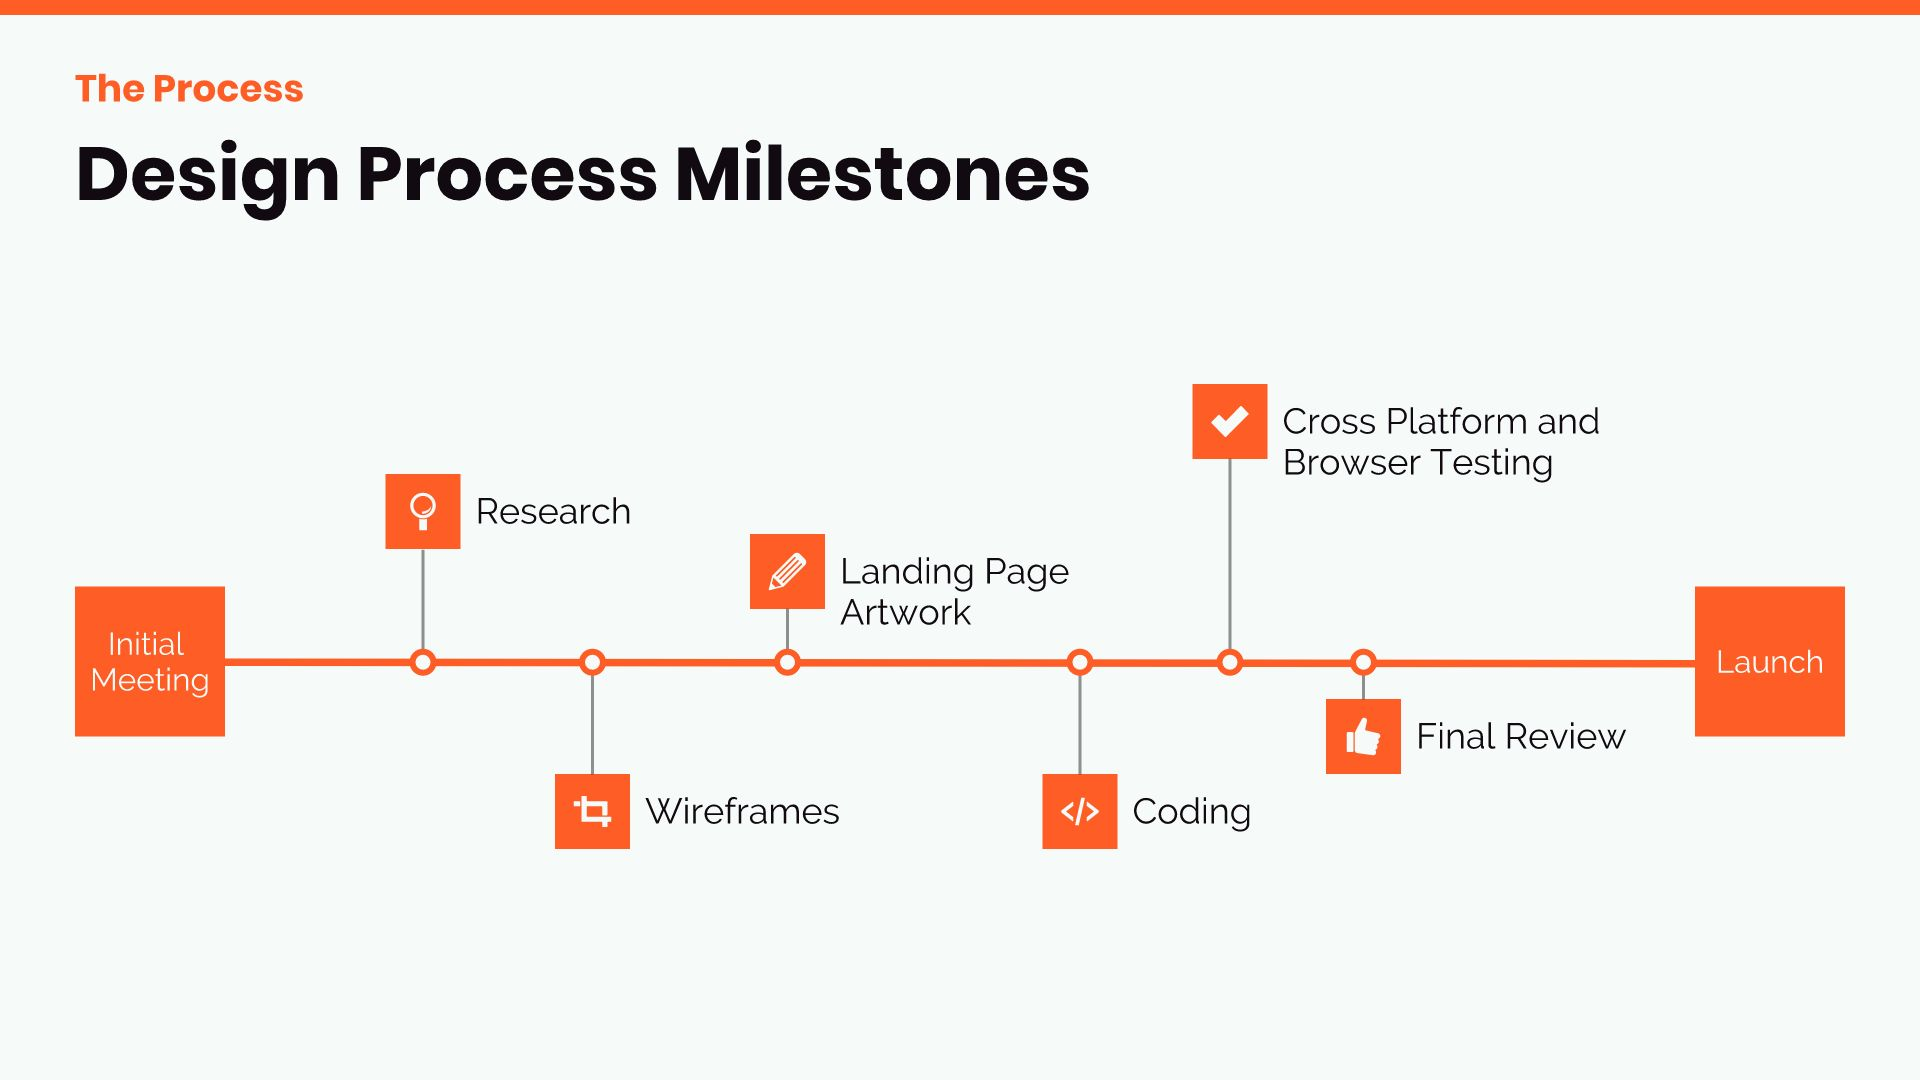 The Process
Design Process Milestones
Initial
Meeting
Research
Wireframes
Landing Page
Artwork
Coding
Cross Platform and
Browser Testing
Final Review
Launch